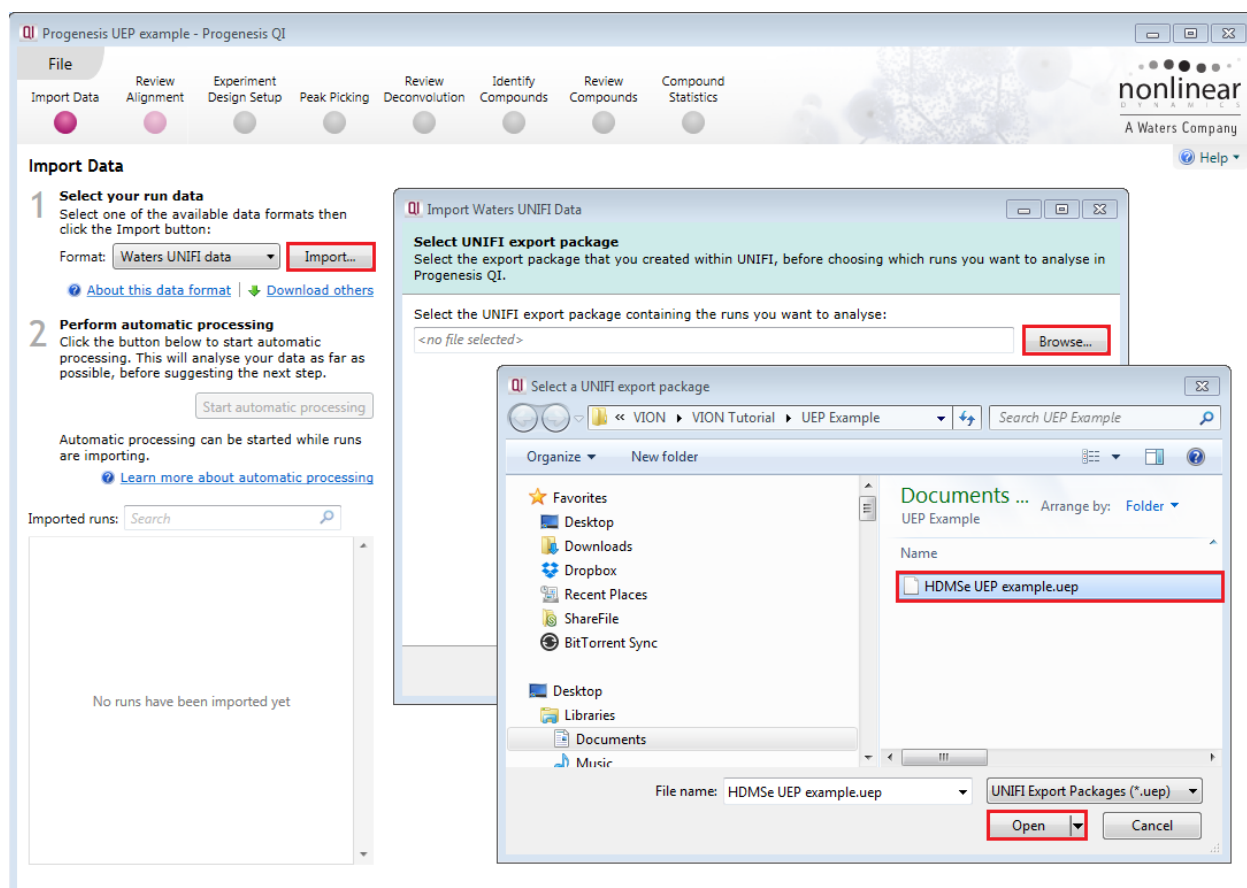 QI Progenesis UEP example - Progenesis QI
File
Import Data
Review Alignment
Experiment Design Setup
Peak Picking
Review Deconvolution
Identify Compounds
Review Compounds
Compound Statistics
nonlinear
DYNAMICS
A Waters Company
Help
Import Data
1 Select your run data
Select one of the available data formats then
click the Import button:
Format: Waters UNIFI data Import...
About this data format | Download others
2 Perform automatic processing
Click the button below to start automatic
processing. This will analyse your data as far as
possible, before suggesting the next step.
Start automatic processing
Automatic processing can be started while runs
are importing.
Learn more about automatic processing
Imported runs: Search
No runs have been imported yet
QI Import Waters UNIFI Data
Select UNIFI export package
Select the export package that you created within UNIFI, before choosing which runs you want to analyse in
Progenesis QI.
Select the UNIFI export package containing the runs you want to analyse:
<no file selected> Browse...
QI Select a UNIFI export package
« VION VION Tutorial UEP Example Search UEP Example
Organize New folder
Favorites
Desktop
Downloads
Dropbox
Recent Places
ShareFile
BitTorrent Sync
Desktop
Libraries
Documents
Music
Documents ... Arrange by: Folder
UEP Example
Name
HDMSe UEP example.uep
File name: HDMSe UEP example.uep UNIFI Export Packages (*.uep)
Open Cancel